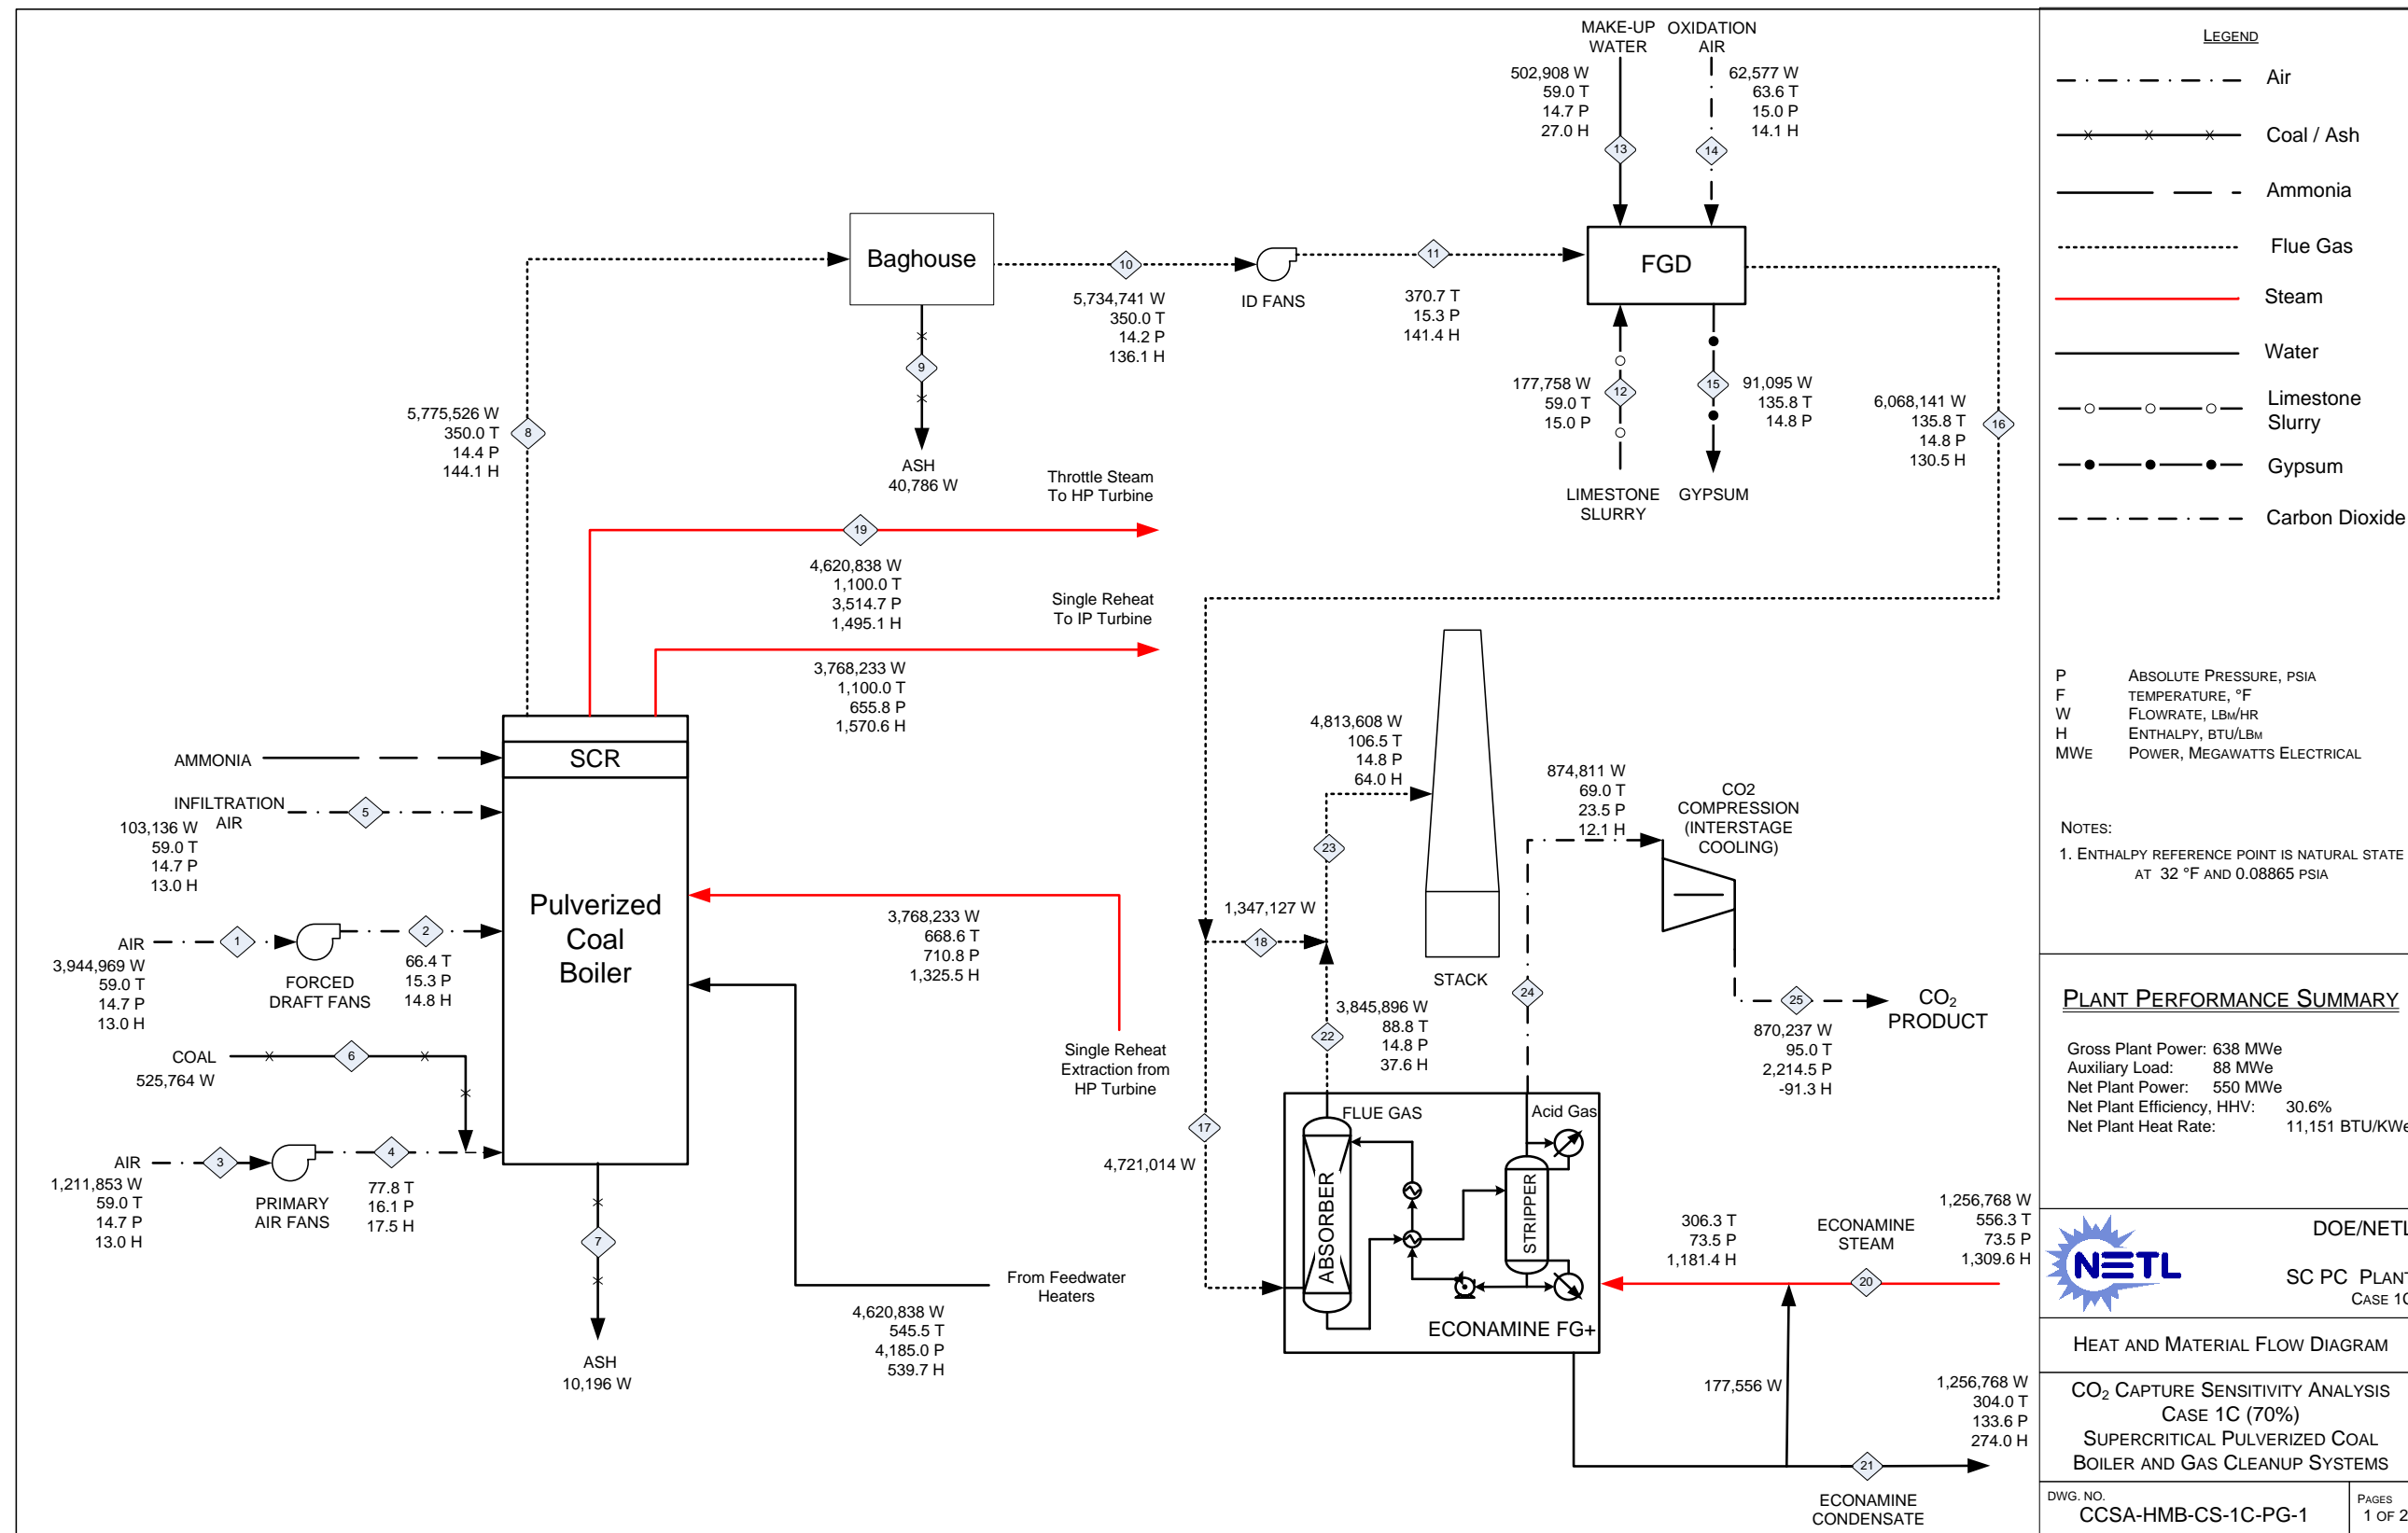 MAKE-UP
WATER
OXIDATION
AIR
502,908 W
59.0 T
14.7 P
27.0 H
62,577 W
63.6 T
15.0 P
14.1 H
13
14
Baghouse
10
ID FANS
11
FGD
5,734,741 W
350.0 T
14.2 P
136.1 H
370.7 T
15.3 P
141.4 H
9
12
15
177,758 W
59.0 T
15.0 P
91,095 W
135.8 T
14.8 P
6,068,141 W
135.8 T
14.8 P
130.5 H
16
5,775,526 W
350.0 T
14.4 P
144.1 H
8
ASH
40,786 W
LIMESTONE
SLURRY
GYPSUM
Throttle Steam
To HP Turbine
19
4,620,838 W
1,100.0 T
3,514.7 P
1,495.1 H
Single Reheat
To IP Turbine
3,768,233 W
1,100.0 T
655.8 P
1,570.6 H
AMMONIA
SCR
INFILTRATION
AIR
5
103,136 W
59.0 T
14.7 P
13.0 H
Pulverized
Coal
Boiler
AIR
1
2
3,944,969 W
59.0 T
14.7 P
13.0 H
FORCED
DRAFT FANS
66.4 T
15.3 P
14.8 H
COAL
6
525,764 W
AIR
3
4
1,211,853 W
59.0 T
14.7 P
13.0 H
PRIMARY
AIR FANS
77.8 T
16.1 P
17.5 H
7
ASH
10,196 W
3,768,233 W
668.6 T
710.8 P
1,325.5 H
Single Reheat
Extraction from
HP Turbine
From Feedwater
Heaters
4,620,838 W
545.5 T
4,185.0 P
539.7 H
4,813,608 W
106.5 T
14.8 P
64.0 H
23
1,347,127 W
18
STACK
874,811 W
69.0 T
23.5 P
12.1 H
CO2
COMPRESSION
(INTERSTAGE
COOLING)
24
25
CO2
PRODUCT
870,237 W
95.0 T
2,214.5 P
-91.3 H
3,845,896 W
88.8 T
14.8 P
37.6 H
22
17
4,721,014 W
FLUE GAS
Acid Gas
ABSORBER
STRIPPER
ECONAMINE FG+
306.3 T
73.5 P
1,181.4 H
ECONAMINE
STEAM
1,256,768 W
556.3 T
73.5 P
1,309.6 H
20
177,556 W
1,256,768 W
304.0 T
133.6 P
274.0 H
21
ECONAMINE
CONDENSATE
LEGEND
Air
Coal / Ash
Ammonia
Flue Gas
Steam
Water
Limestone
Slurry
Gypsum
Carbon Dioxide
P ABSOLUTE PRESSURE, PSIA
F TEMPERATURE, °F
W FLOWRATE, LBM/HR
H ENTHALPY, BTU/LBM
MWE POWER, MEGAWATTS ELECTRICAL
NOTES:
1. ENTHALPY REFERENCE POINT IS NATURAL STATE
AT 32 °F AND 0.08865 PSIA
PLANT PERFORMANCE SUMMARY
Gross Plant Power: 638 MWe
Auxiliary Load: 88 MWe
Net Plant Power: 550 MWe
Net Plant Efficiency, HHV: 30.6%
Net Plant Heat Rate: 11,151 BTU/KWe
NETL
DOE/NETL
SC PC PLANT
CASE 1C
HEAT AND MATERIAL FLOW DIAGRAM
CO2 CAPTURE SENSITIVITY ANALYSIS
CASE 1C (70%)
SUPERCRITICAL PULVERIZED COAL
BOILER AND GAS CLEANUP SYSTEMS
DWG. NO.
CCSA-HMB-CS-1C-PG-1
PAGES
1 OF 2